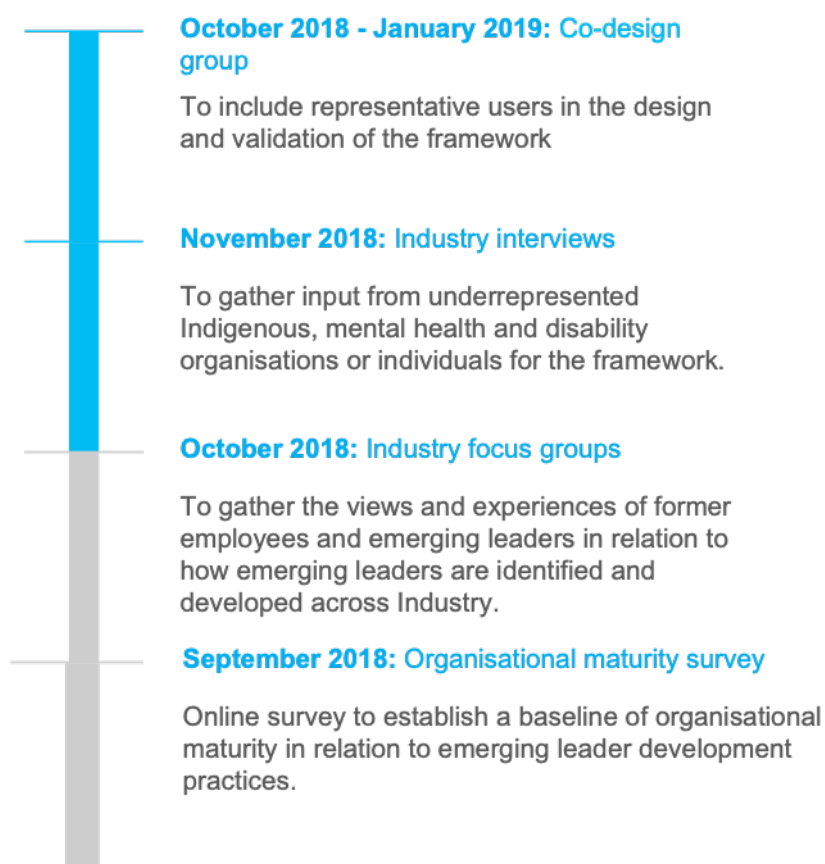 October 2018 - January 2019: Co-design
group
To include representative users in the design
and validation of the framework
November 2018: Industry interviews
To gather input from underrepresented
Indigenous, mental health and disability
organisations or individuals for the framework.
October 2018: Industry focus groups
To gather the views and experiences of former
employees and emerging leaders in relation to
how emerging leaders are identified and
developed across Industry.
September 2018: Organisational maturity survey
Online survey to establish a baseline of organisational
maturity in relation to emerging leader development
practices.